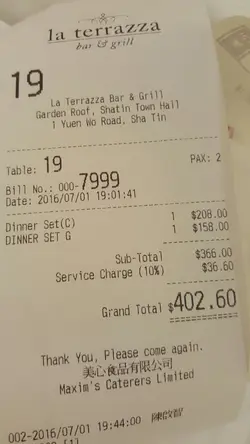 la terrazza
bar & grill
19
La Terrazza Bar & Grill
Garden Roof, Shatin Town Hall
1 Yuen Wo Road, Sha Tin
Table: 19 PAX: 2
Bill No.: 000-7999
Date: 2016/07/01 19:01:41
Dinner Set(C) 1 $208.00
DINNER SET G 1 $158.00
Sub-Total $366.00
Service Charge (10%) $36.60
Grand Total $402.60
Thank You, Please come again.
美心食品有限公司
Maxim's Caterers Limited
002-2016/07/01 19:44:00